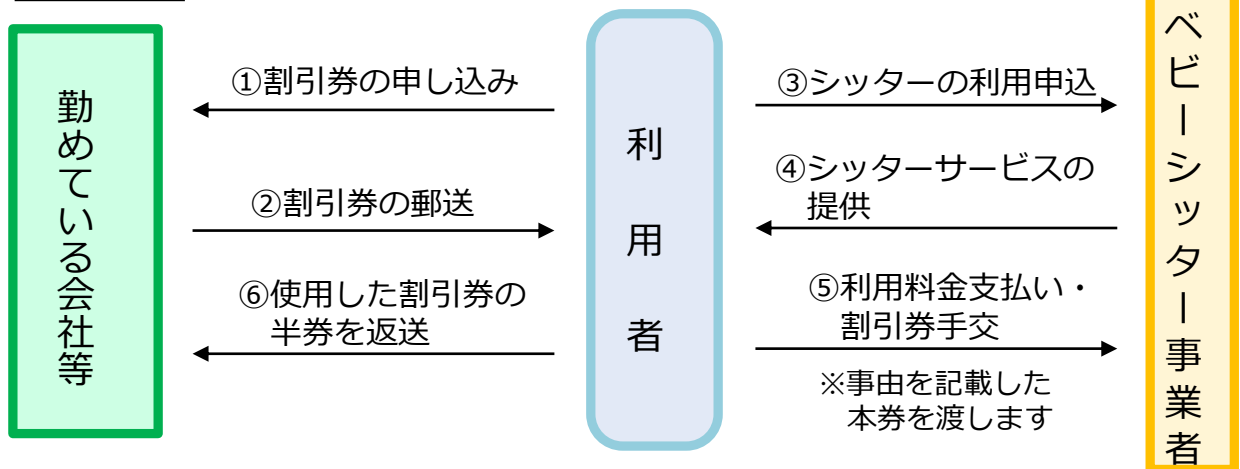 勤めている会社等
①割引券の申し込み
②割引券の郵送
⑥使用した割引券の
半券を返送
利用者
③シッターの利用申込
④シッターサービスの
提供
⑤利用料金支払い・
割引券手交
※事由を記載した
本券を渡します
ベビーシッター事業者